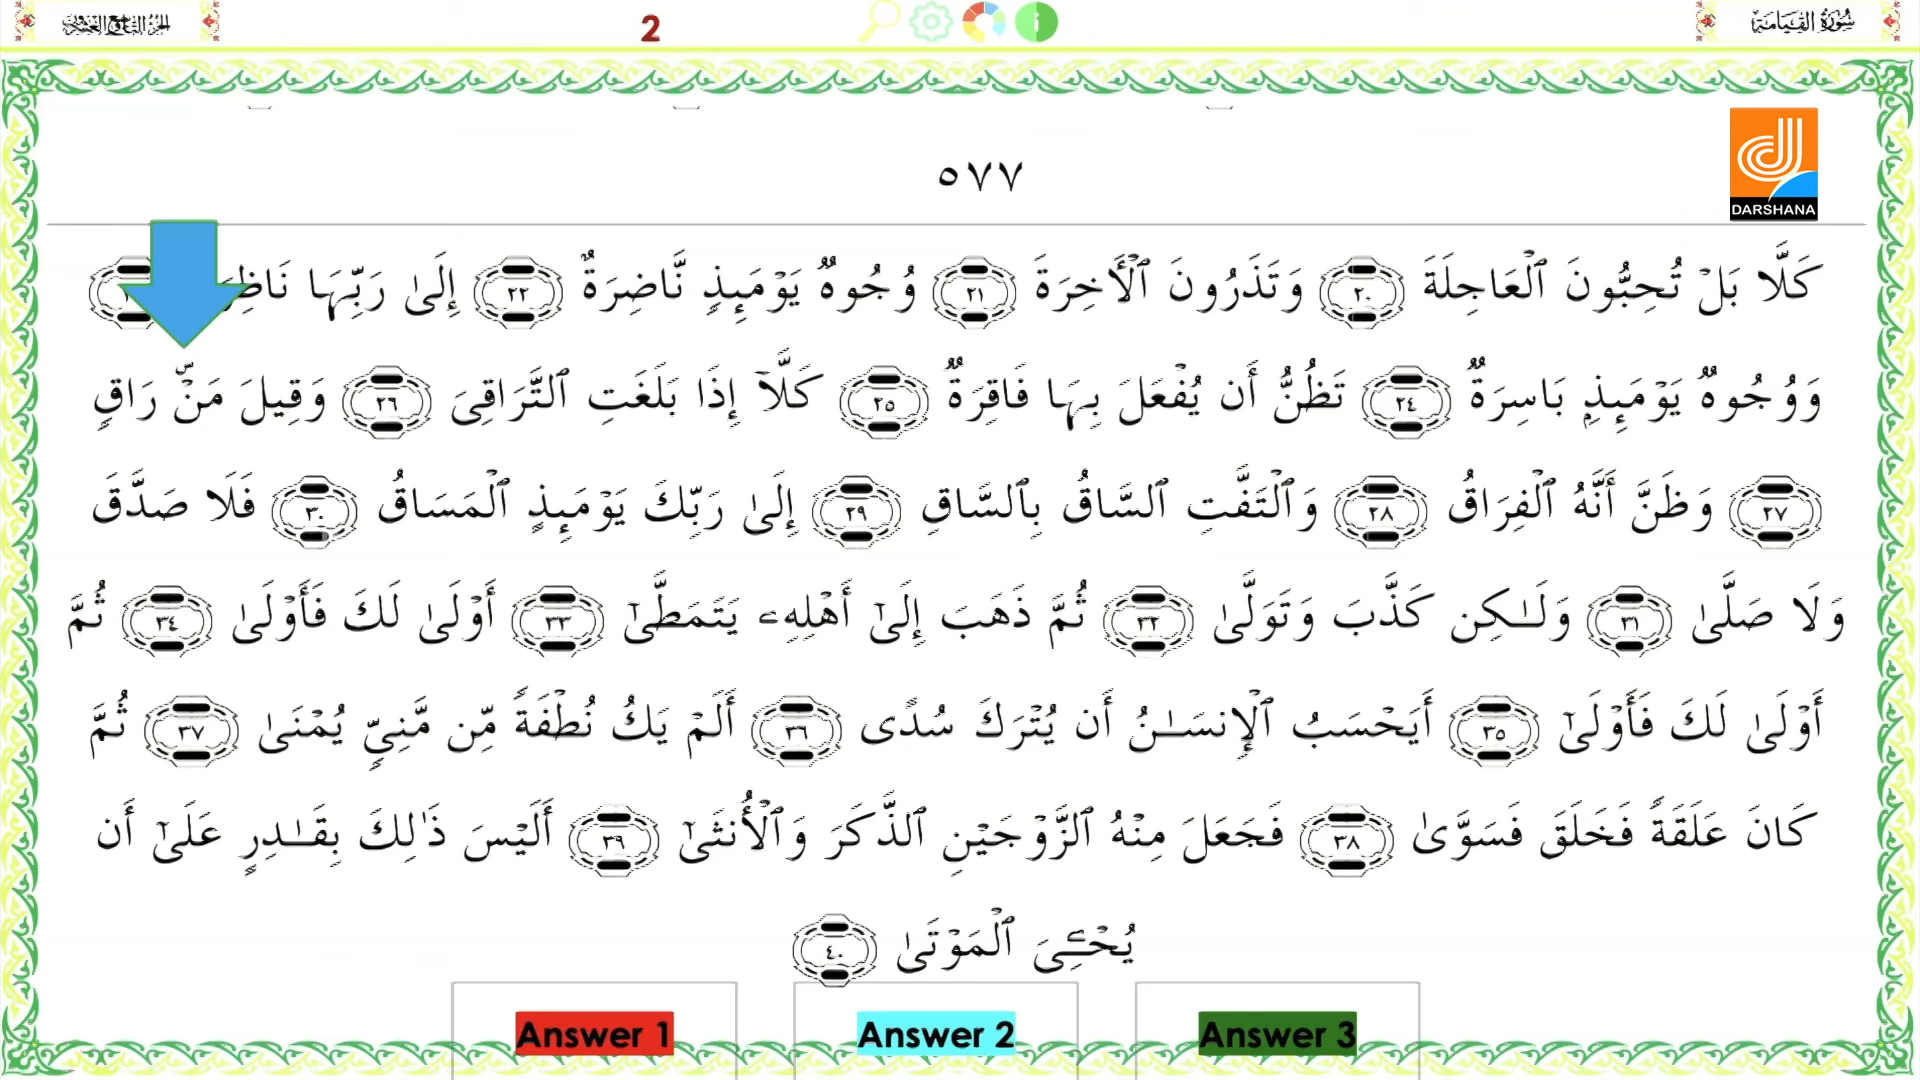 الجزء التاسع والعشرون
2
سُورَةُ القِيَامَةِ
٥٧٧
DARSHANA
كَلَّا بَلْ تُحِبُّونَ ٱلْعَاجِلَةَ ٢٠ وَتَذَرُونَ ٱلْأَخِرَةَ ٢١ وُجُوهٌ يَوْمَئِذٍ نَّاضِرَةٌ ٢٢ إِلَىٰ رَبِّهَا
وَوُجُوهٌ يَوْمَئِذِۭ بَاسِرَةٌ ٢٤ تَظُنُّ أَن يُفْعَلَ بِهَا فَاقِرَةٌ ٢٥ كَلَّآ إِذَا بَلَغَتِ ٱلتَّرَاقِىَ ٢٦ وَقِيلَ مَنْ ۜ رَاقٍ
٢٧ وَظَنَّ أَنَّهُ ٱلْفِرَاقُ ٢٨ وَٱلْتَفَّتِ ٱلسَّاقُ بِٱلسَّاقِ ٢٩ إِلَىٰ رَبِّكَ يَوْمَئِذٍ ٱلْمَسَاقُ ٣٠ فَلَا صَدَّقَ
وَلَا صَلَّىٰ ٣١ وَلَـٰكِن كَذَّبَ وَتَوَلَّىٰ ٣٢ ثُمَّ ذَهَبَ إِلَىٰٓ أَهْلِهِۦ يَتَمَطَّىٰٓ ٣٣ أَوْلَىٰ لَكَ فَأَوْلَىٰ ٣٤ ثُمَّ
أَوْلَىٰ لَكَ فَأَوْلَىٰٓ ٣٥ أَيَحْسَبُ ٱلْإِنسَـٰنُ أَن يُتْرَكَ سُدًى ٣٦ أَلَمْ يَكُ نُطْفَةً مِّن مَّنِىٍّ يُمْنَىٰ ٣٧ ثُمَّ
كَانَ عَلَقَةً فَخَلَقَ فَسَوَّىٰ ٣٨ فَجَعَلَ مِنْهُ ٱلزَّوْجَيْنِ ٱلذَّكَرَ وَٱلْأُنثَىٰٓ ٣٩ أَلَيْسَ ذَٰلِكَ بِقَـٰدِرٍ عَلَىٰٓ أَن
يُحْـِۧىَ ٱلْمَوْتَىٰ ٤٠
Answer 1
Answer 2
Answer 3